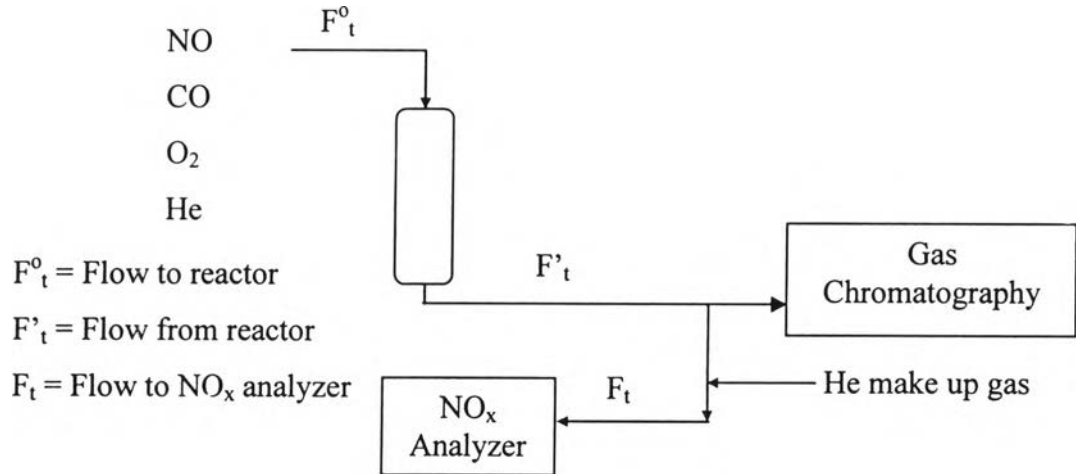 NO
CO
O₂
He
F°ₜ
F°ₜ = Flow to reactor
F’ₜ = Flow from reactor
Fₜ = Flow to NOₓ analyzer
F’ₜ
Gas
Chromatography
He make up gas
Fₜ
NOₓ
Analyzer